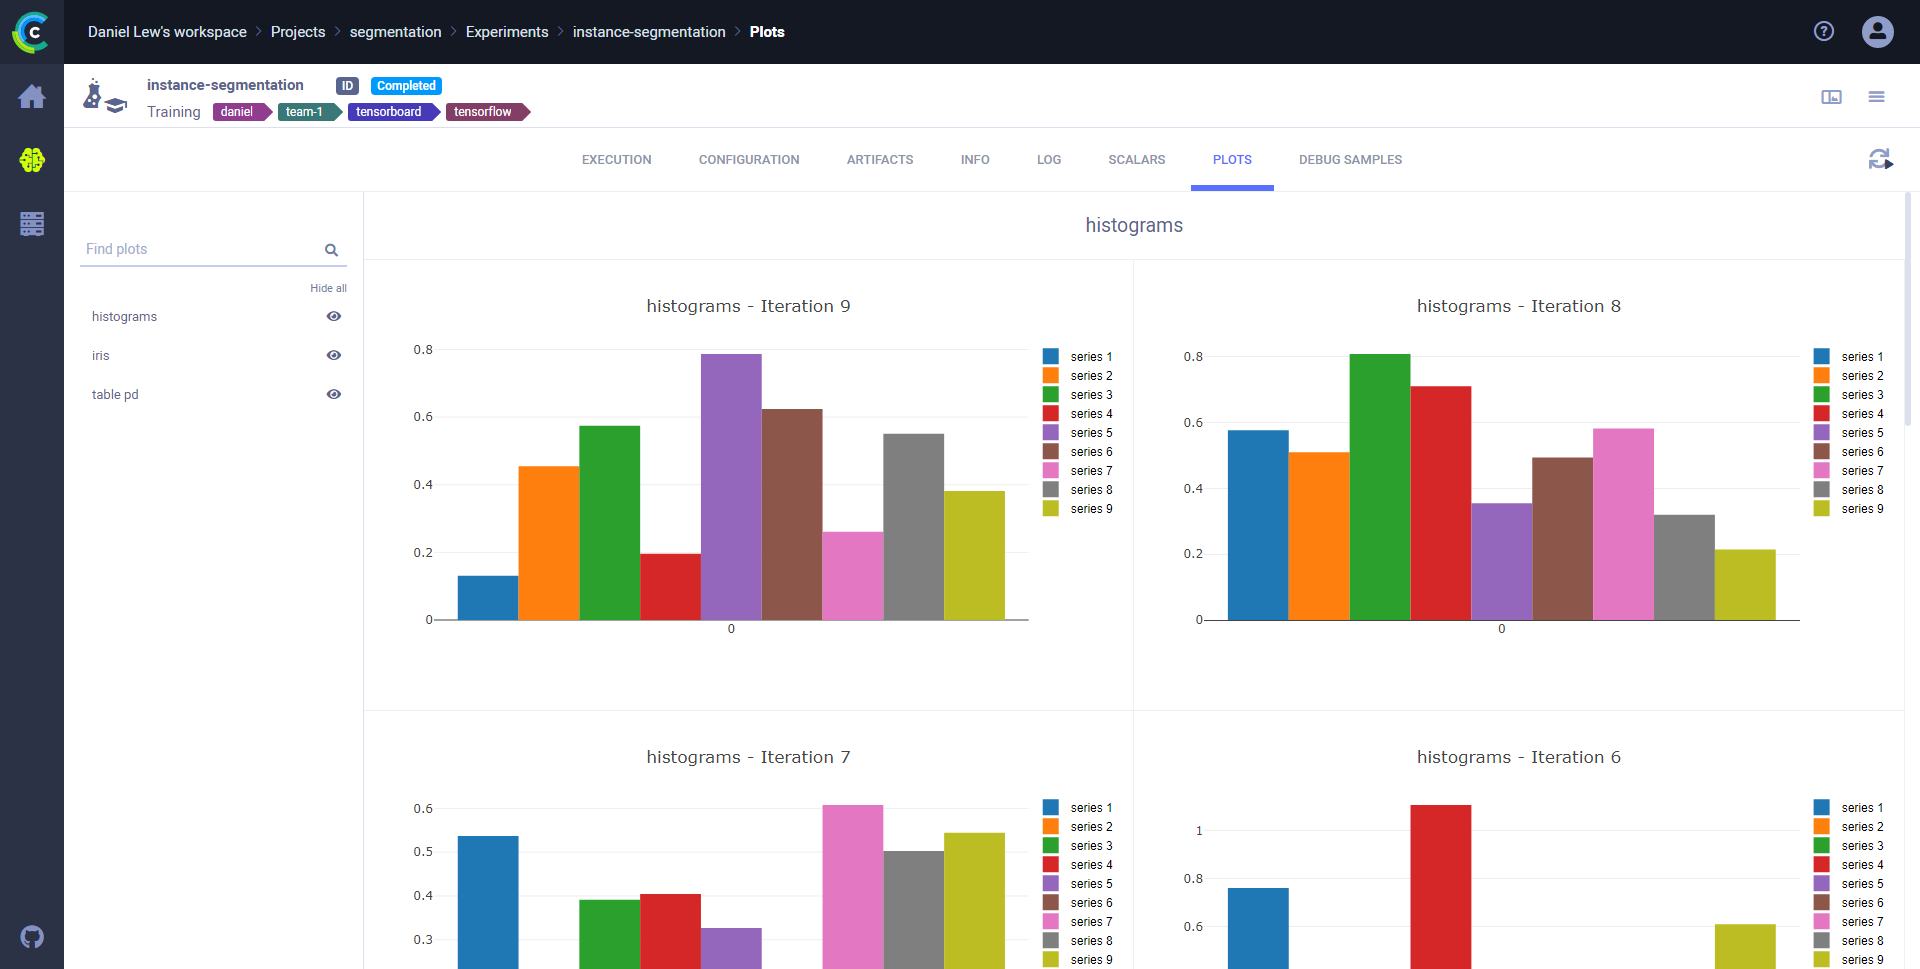 Daniel Lew's workspace > Projects > segmentation > Experiments > instance-segmentation > Plots
instance-segmentation ID Completed
Training daniel team-1 tensorboard tensorflow
EXECUTION CONFIGURATION ARTIFACTS INFO LOG SCALARS PLOTS DEBUG SAMPLES
Find plots
Hide all
histograms
iris
table pd
histograms
histograms - Iteration 9
0.8
0.6
0.4
0.2
0
0
series 1
series 2
series 3
series 4
series 5
series 6
series 7
series 8
series 9
histograms - Iteration 8
0.8
0.6
0.4
0.2
0
0
series 1
series 2
series 3
series 4
series 5
series 6
series 7
series 8
series 9
histograms - Iteration 7
0.6
0.5
0.4
0.3
series 1
series 2
series 3
series 4
series 5
series 6
series 7
series 8
series 9
histograms - Iteration 6
1
0.8
0.6
series 1
series 2
series 3
series 4
series 5
series 6
series 7
series 8
series 9